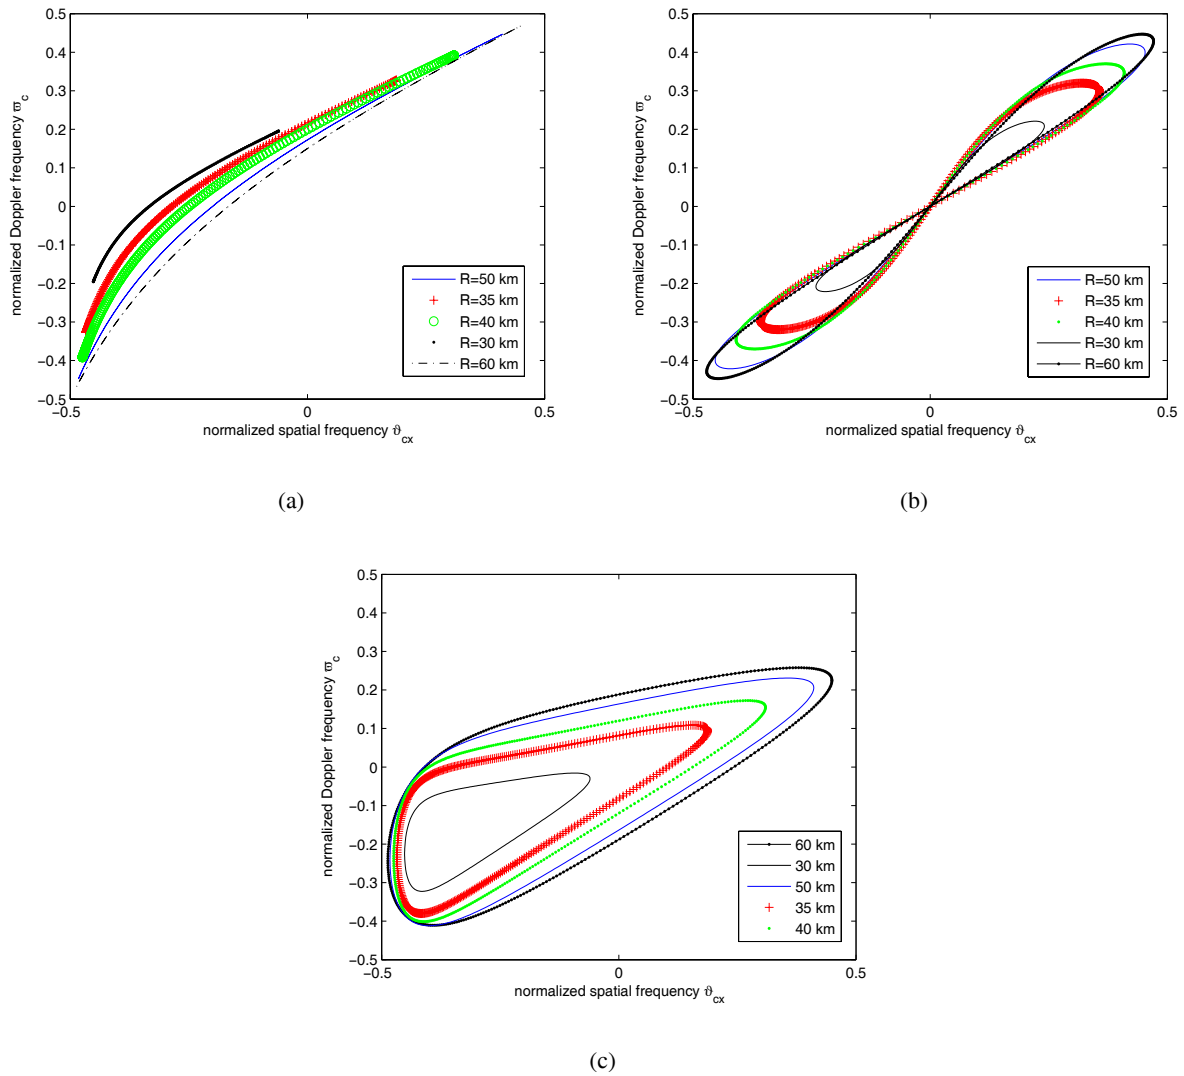 0.5
0.4
0.3
0.2
0.1
0
−0.1
−0.2
−0.3
−0.4
−0.5
−0.5
0
0.5
normalized Doppler frequency ϖc
normalized spatial frequency ϑcx
R=50 km
R=35 km
R=40 km
R=30 km
R=60 km
(a)
0.5
0.4
0.3
0.2
0.1
0
−0.1
−0.2
−0.3
−0.4
−0.5
−0.5
0
0.5
normalized Doppler frequency ϖc
normalized spatial frequency ϑcx
R=50 km
R=35 km
R=40 km
R=30 km
R=60 km
(b)
0.5
0.4
0.3
0.2
0.1
0
−0.1
−0.2
−0.3
−0.4
−0.5
−0.5
0
0.5
normalized Doppler frequency ϖc
normalized spatial frequency ϑcx
60 km
30 km
50 km
35 km
40 km
(c)